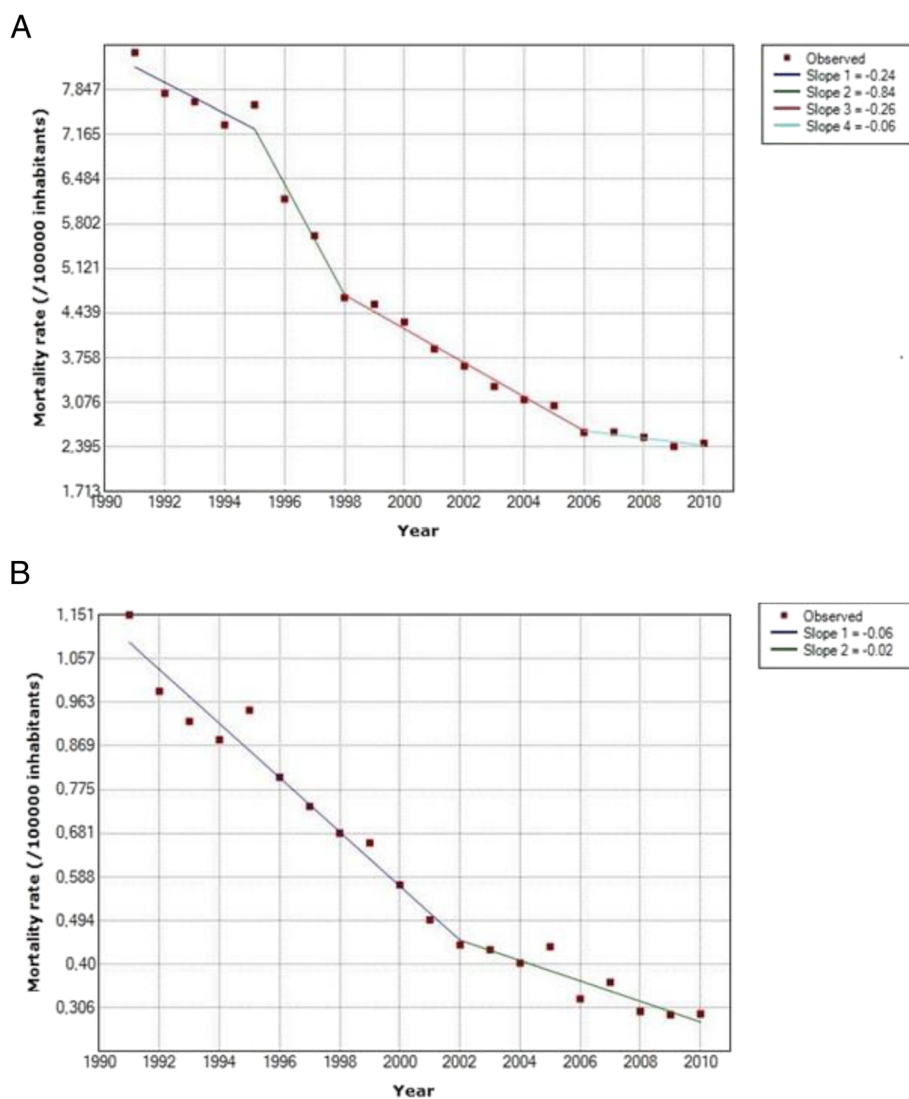 A
Mortality rate (/100000 inhabitants)
7.847
7.165
6.484
5.802
5.121
4.439
3.758
3.076
2.395
1.713
1990 1992 1994 1996 1998 2000 2002 2004 2006 2008 2010
Year
Observed
Slope 1 = -0.24
Slope 2 = -0.84
Slope 3 = -0.26
Slope 4 = -0.06
B
Mortality rate (/100000 inhabitants)
1.151
1.057
0.963
0.869
0.775
0.681
0.588
0.494
0.40
0.306
1990 1992 1994 1996 1998 2000 2002 2004 2006 2008 2010
Year
Observed
Slope 1 = -0.06
Slope 2 = -0.02